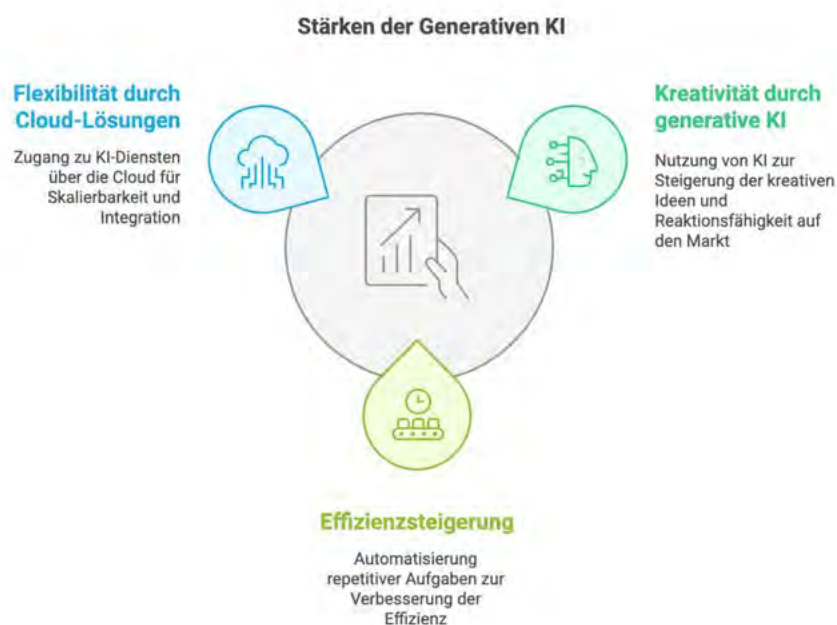 Stärken der Generativen KI
Flexibilität durch
Cloud-Lösungen
Zugang zu KI-Diensten
über die Cloud für
Skalierbarkeit und
Integration
Kreativität durch
generative KI
Nutzung von KI zur
Steigerung der kreativen
Ideen und
Reaktionsfähigkeit auf
den Markt
Effizienzsteigerung
Automatisierung
repetitiver Aufgaben zur
Verbesserung der
Effizienz